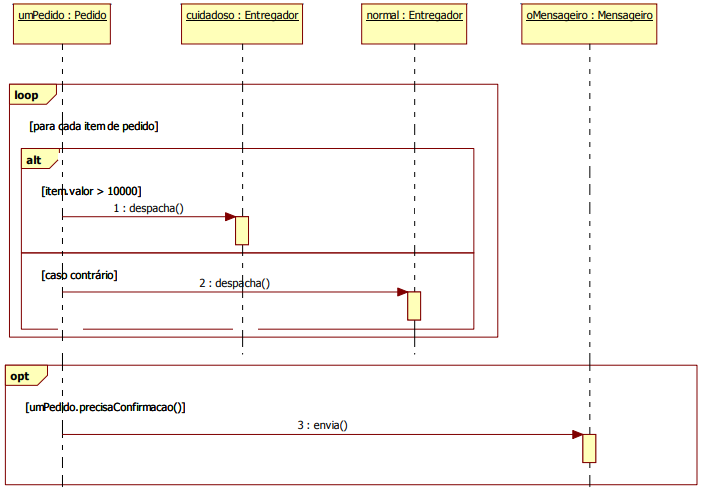 umPedido : Pedido
cuidadoso : Entregador
normal : Entregador
oMensageiro : Mensageiro
loop
[para cada item de pedido]
alt
[item.valor > 10000]
1 : despacha()
[caso contrário]
2 : despacha()
opt
[umPedido.precisaConfirmacao()]
3 : envia()